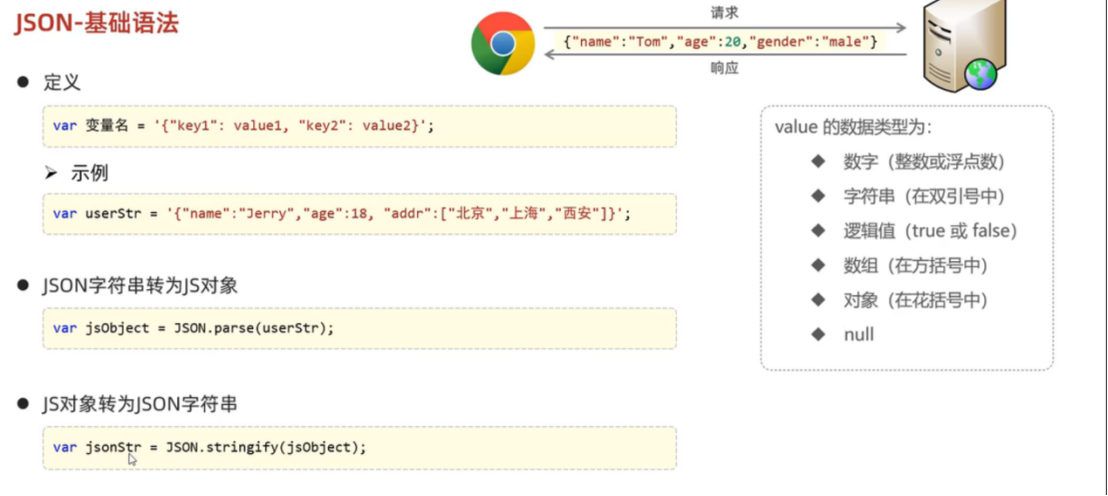 JSON-基础语法
请求
{"name":"Tom","age":20,"gender":"male"}
响应
● 定义
var 变量名 = '{"key1": value1, "key2": value2}';
➢ 示例
var userStr = '{"name":"Jerry","age":18, "addr":["北京","上海","西安"]}';
● JSON字符串转为JS对象
var jsObject = JSON.parse(userStr);
● JS对象转为JSON字符串
var jsonStr = JSON.stringify(jsObject);
value 的数据类型为：
◆ 数字（整数或浮点数）
◆ 字符串（在双引号中）
◆ 逻辑值（true 或 false）
◆ 数组（在方括号中）
◆ 对象（在花括号中）
◆ null